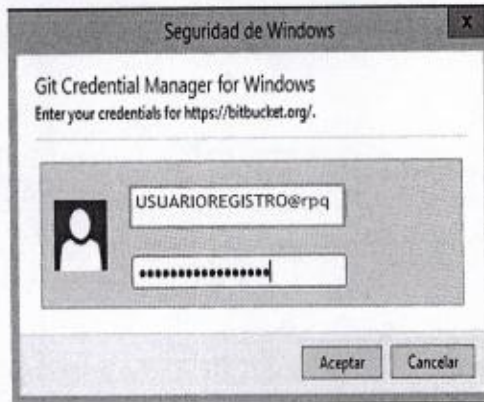 Seguridad de Windows
x
Git Credential Manager for Windows
Enter your credentials for https://bitbucket.org/.
USUARIOREGISTRO@rpq
•••••••••••••••••
Aceptar
Cancelar